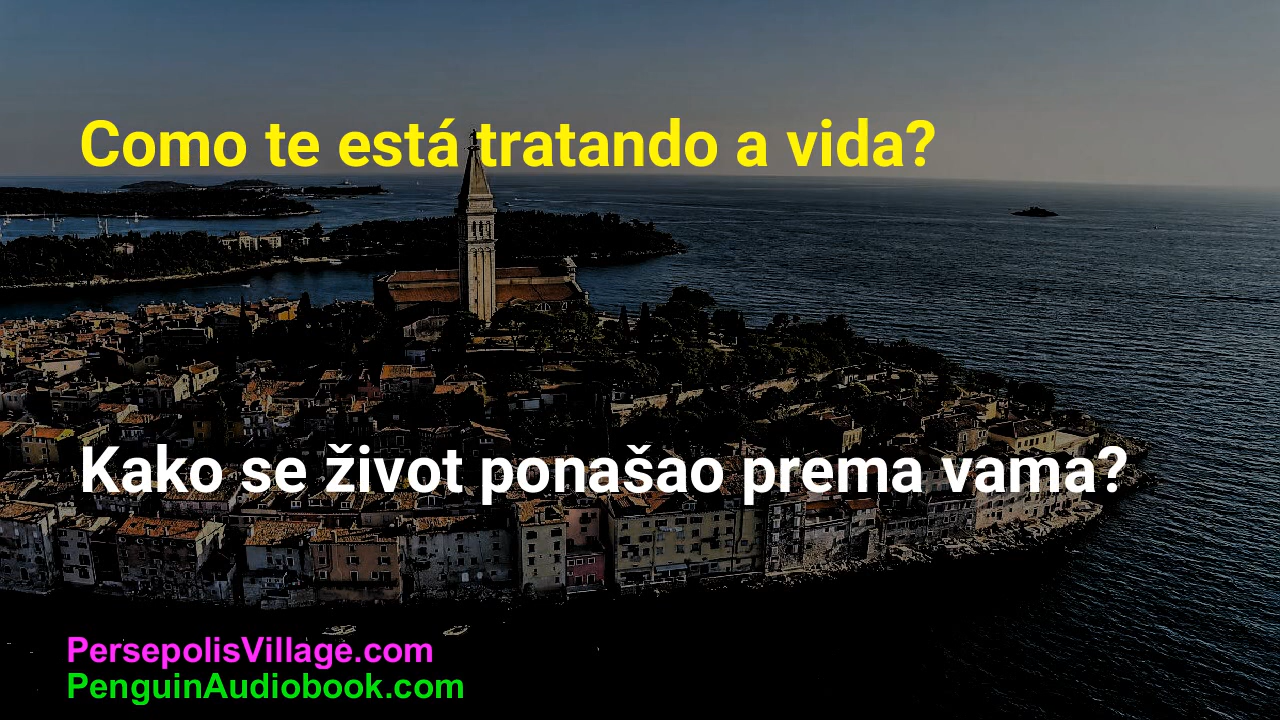 Como te está tratando a vida?
Kako se život ponašao prema vama?
PersepolisVillage.com
PenguinAudiobook.com